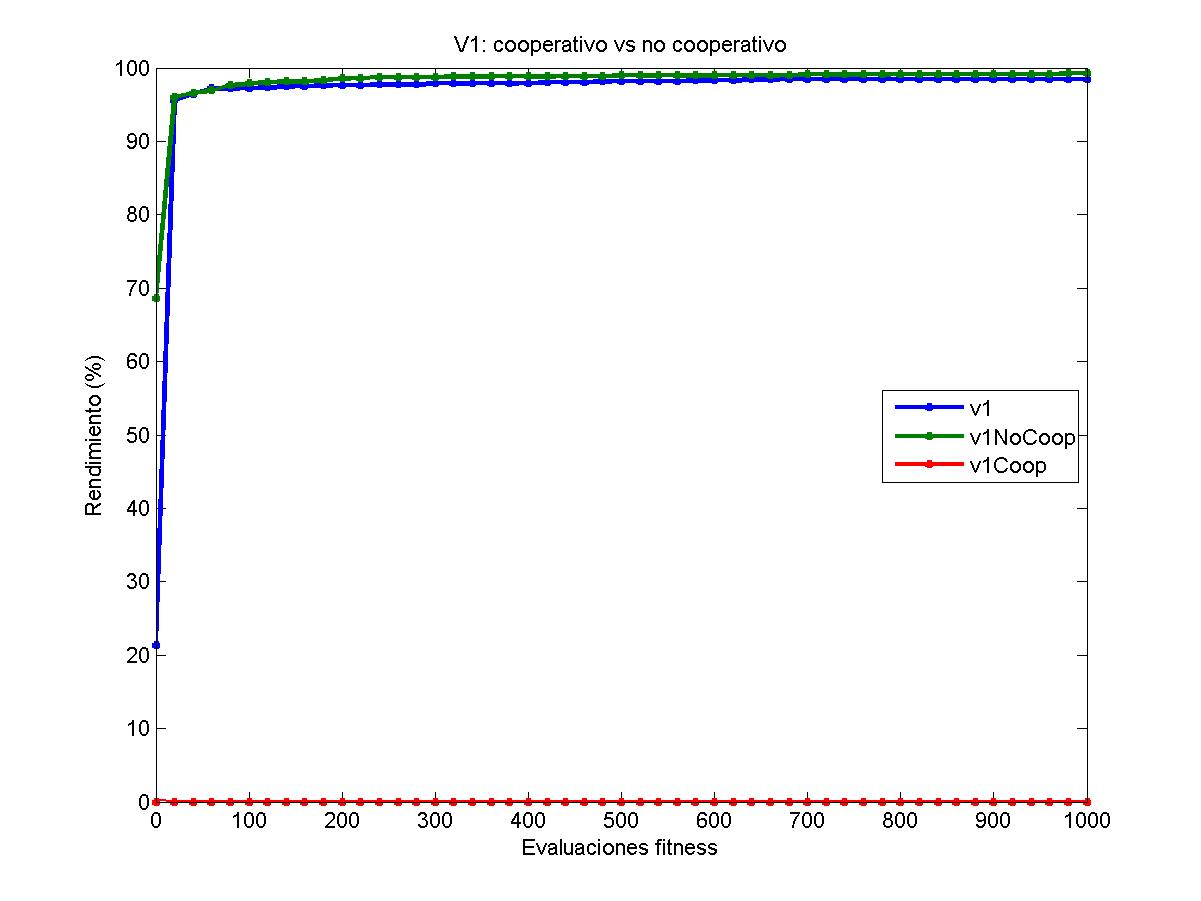 V1: cooperativo vs no cooperativo
100
90
80
70
60
50
40
30
20
10
0
Rendimiento (%)
v1
v1NoCoop
v1Coop
0 100 200 300 400 500 600 700 800 900 1000
Evaluaciones fitness